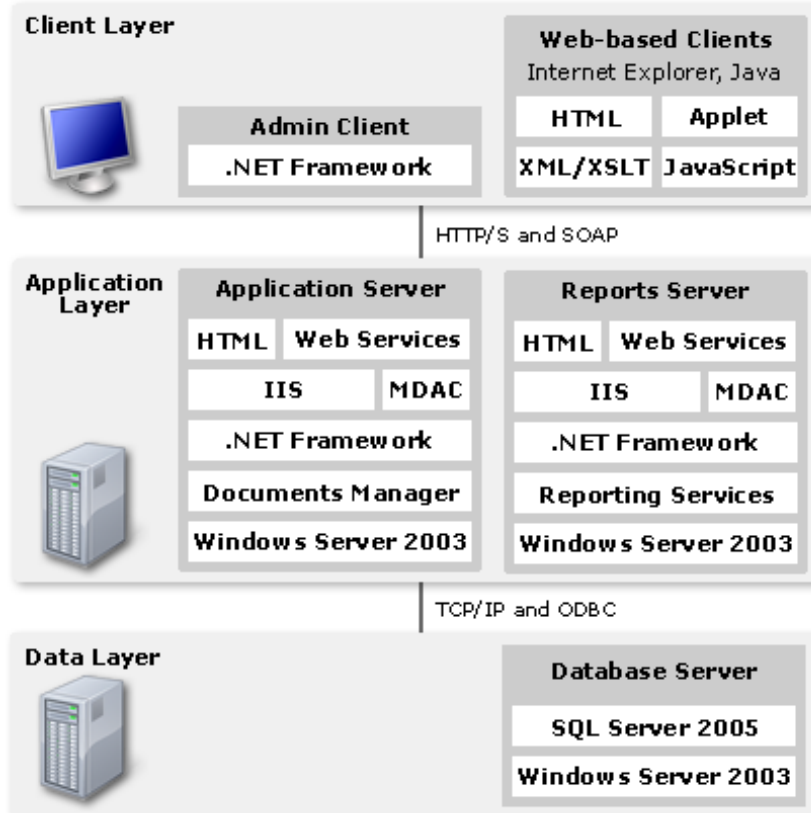 Client Layer
Admin Client
.NET Framework
Web-based Clients
Internet Explorer, Java
HTML
Applet
XML/XSLT
JavaScript
HTTP/S and SOAP
Application
Layer
Application Server
HTML
Web Services
IIS
MDAC
.NET Framework
Documents Manager
Windows Server 2003
Reports Server
HTML
Web Services
IIS
MDAC
.NET Framework
Reporting Services
Windows Server 2003
TCP/IP and ODBC
Data Layer
Database Server
SQL Server 2005
Windows Server 2003